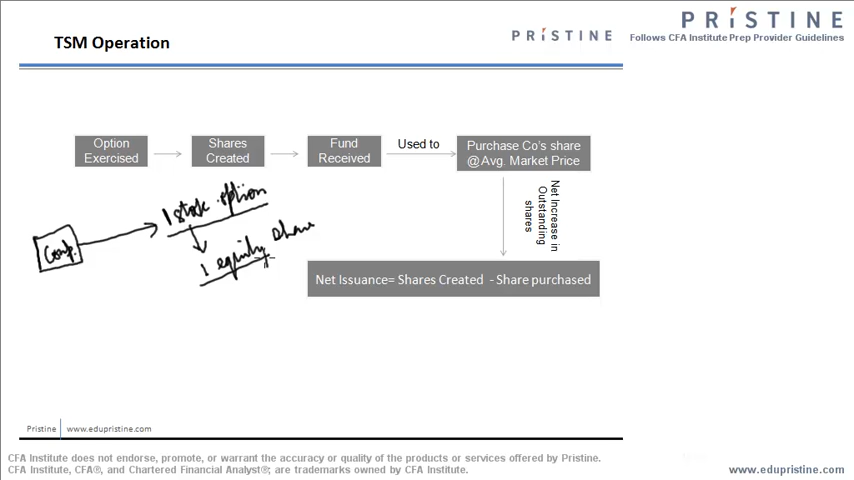 PRISTINE
TSM Operation
PRISTINE
Follows CFA Institute Prep Provider Guidelines
Option
Exercised
Shares
Created
Fund
Received
Used to
Purchase Co's share
@Avg. Market Price
Net Increase in
Outstanding
shares
1 stock option
Comp.
1 equity share
Net Issuance= Shares Created - Share purchased
Pristine www.edupristine.com
CFA Institute does not endorse, promote, or warrant the accuracy or quality of the products or services offered by Pristine.
CFA Institute, CFA®, and Chartered Financial Analyst®; are trademarks owned by CFA Institute.
www.edupristine.com